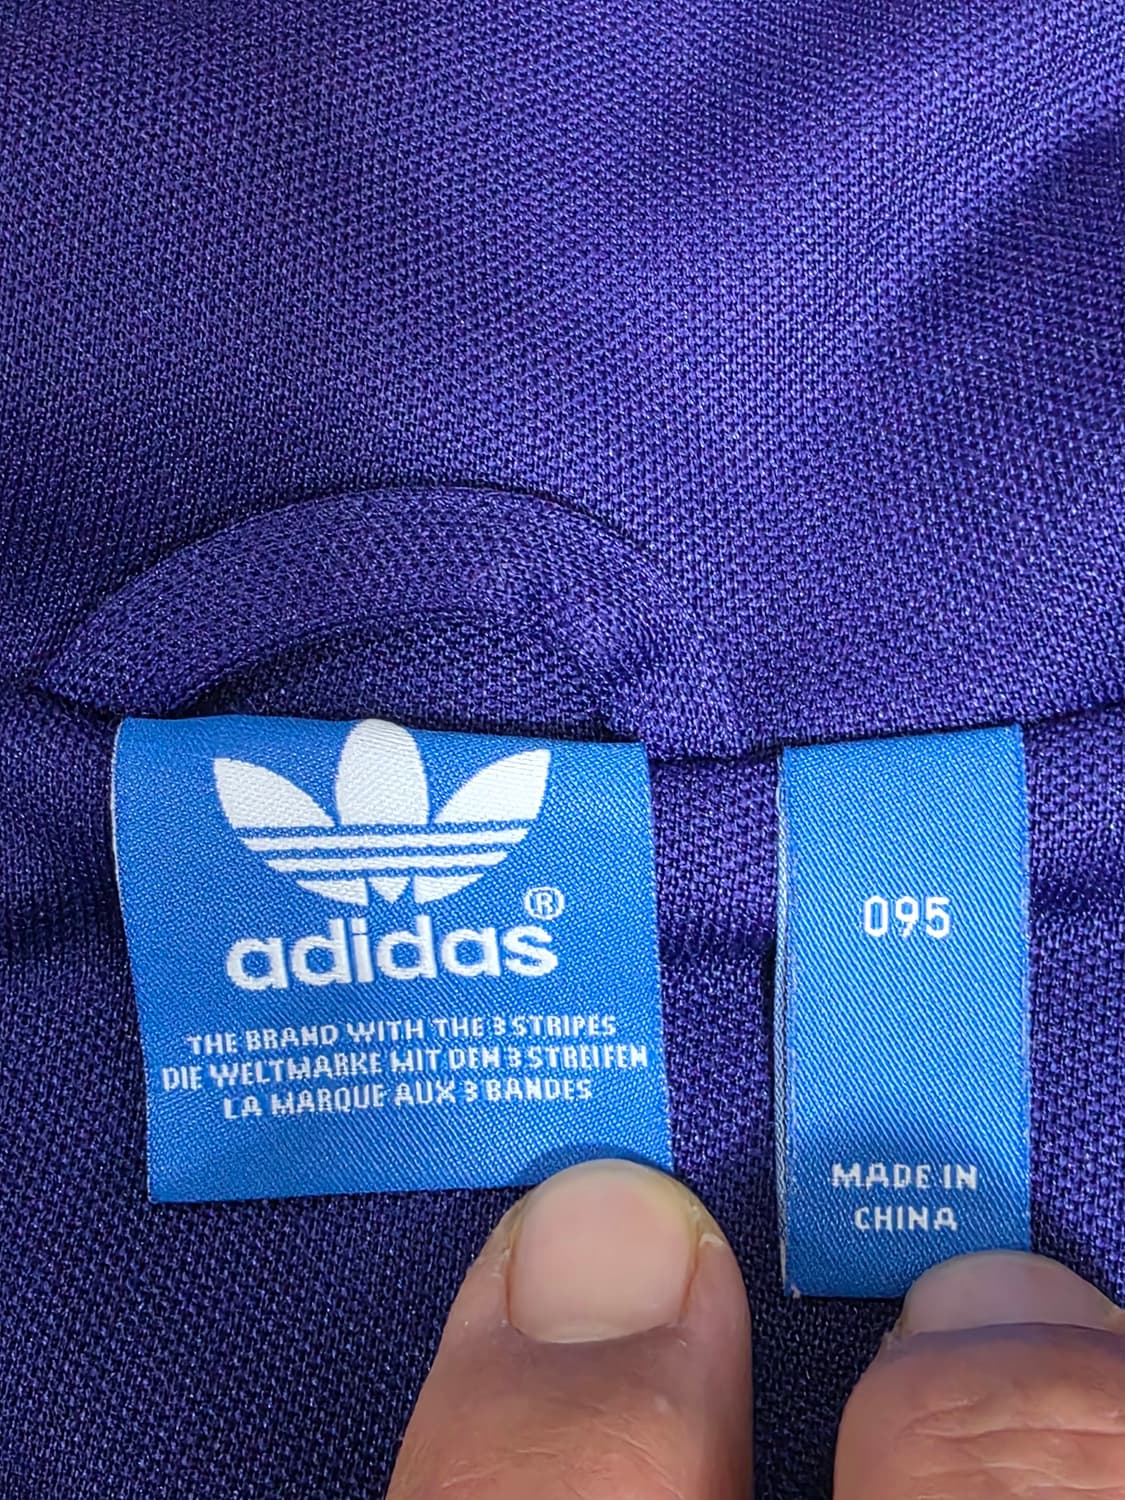 adidas®
THE BRAND WITH THE 3 STRIPES
DIE WELTMARKE MIT DEN 3 STREIFEN
LA MARQUE AUX 3 BANDES
095
MADE IN
CHINA